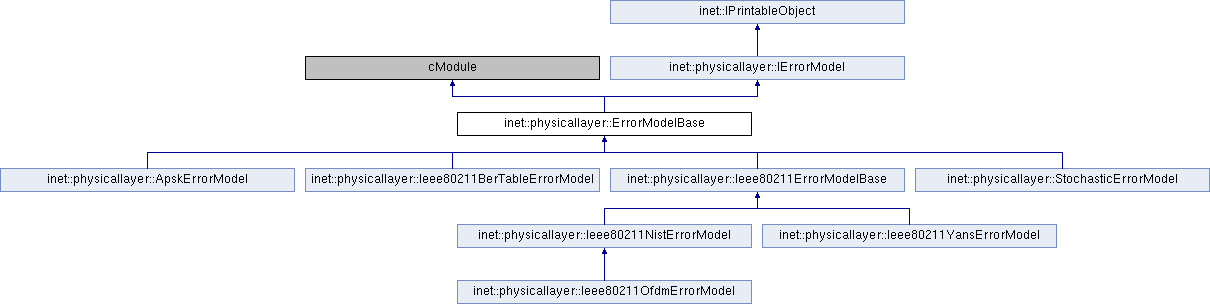 inet::IPrintableObject
cModule
inet::physicallayer::IErrorModel
inet::physicallayer::ErrorModelBase
inet::physicallayer::ApskErrorModel
inet::physicallayer::Ieee80211BerTableErrorModel
inet::physicallayer::Ieee80211ErrorModelBase
inet::physicallayer::StochasticErrorModel
inet::physicallayer::Ieee80211NistErrorModel
inet::physicallayer::Ieee80211YansErrorModel
inet::physicallayer::Ieee80211OfdmErrorModel